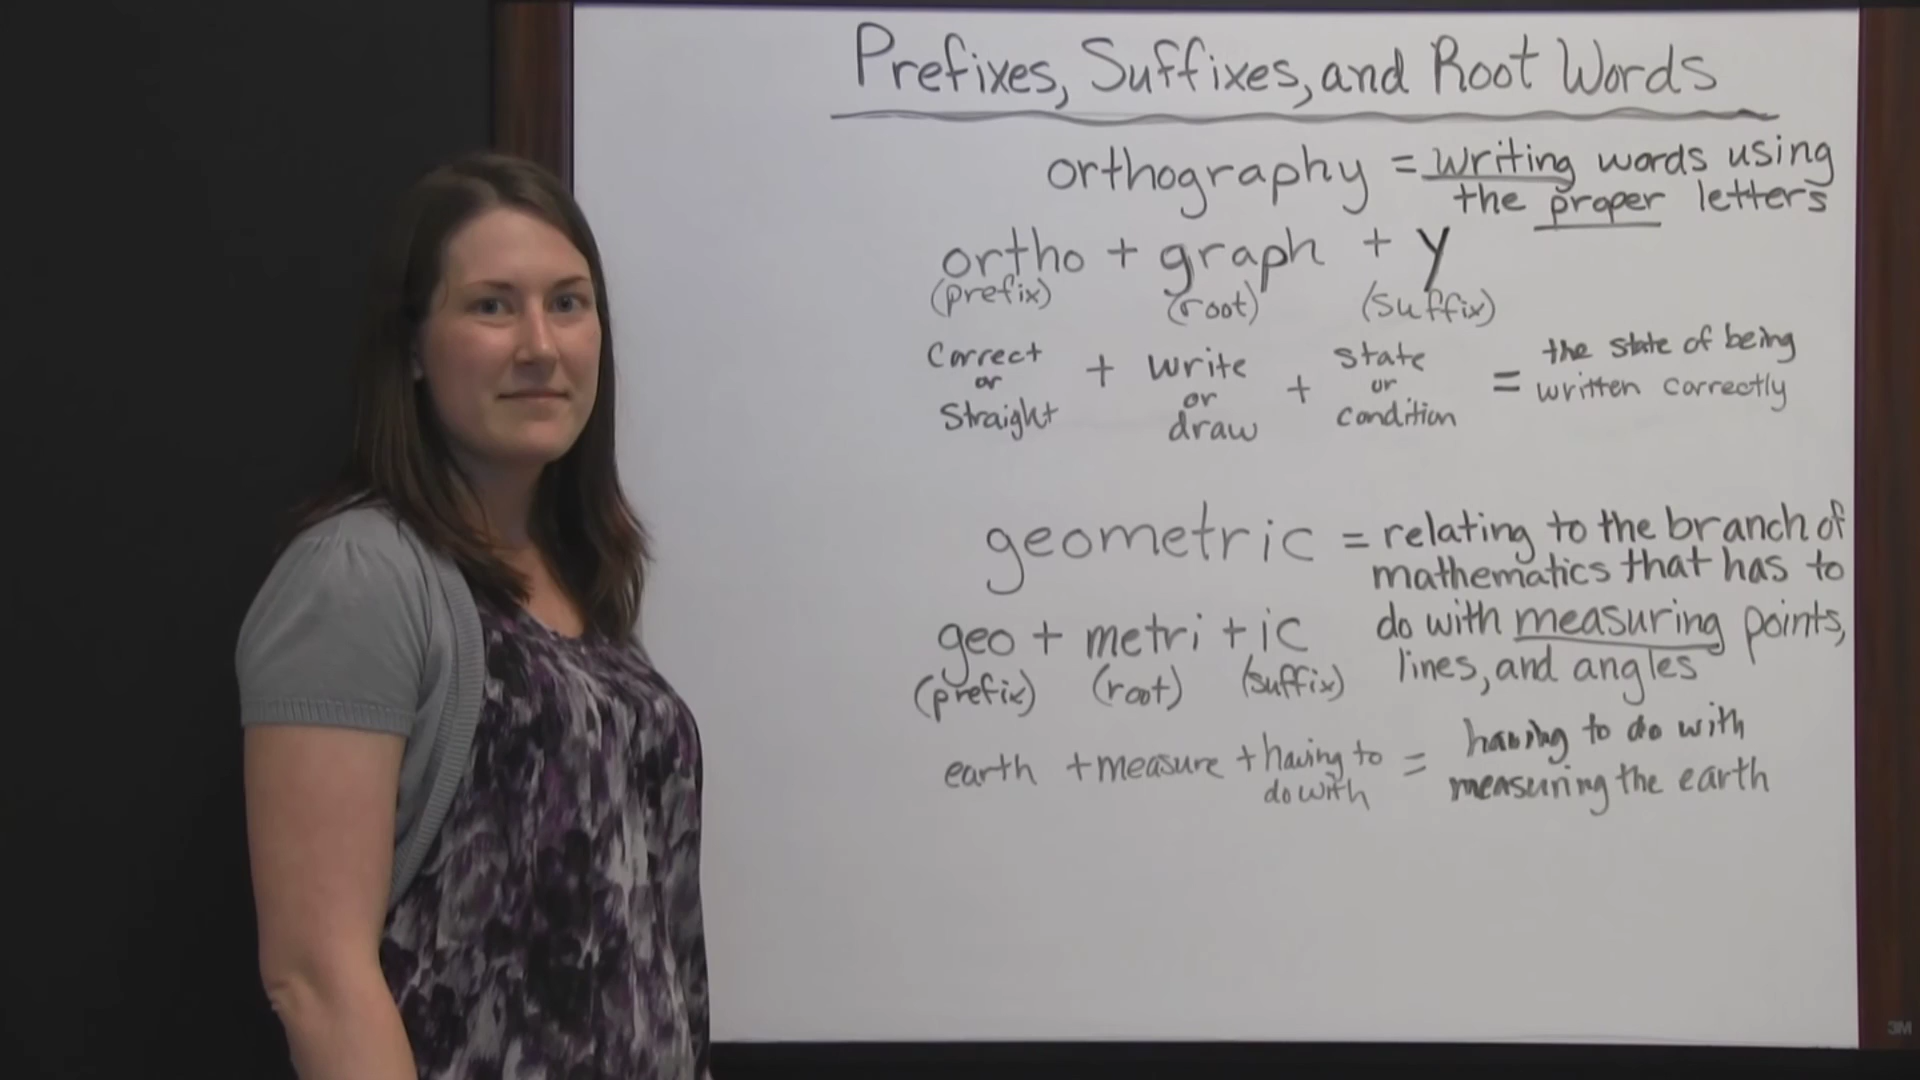 Prefixes, Suffixes, and Root Words
orthography = writing words using
the proper letters
ortho + graph + y
(prefix) (root) (suffix)
Correct or Straight + write or draw + state or condition = the state of being written correctly
geometric = relating to the branch of
mathematics that has to
do with measuring points,
lines, and angles
geo + metri + ic
(prefix) (root) (suffix)
earth + measure + having to do with = having to do with measuring the earth
3M